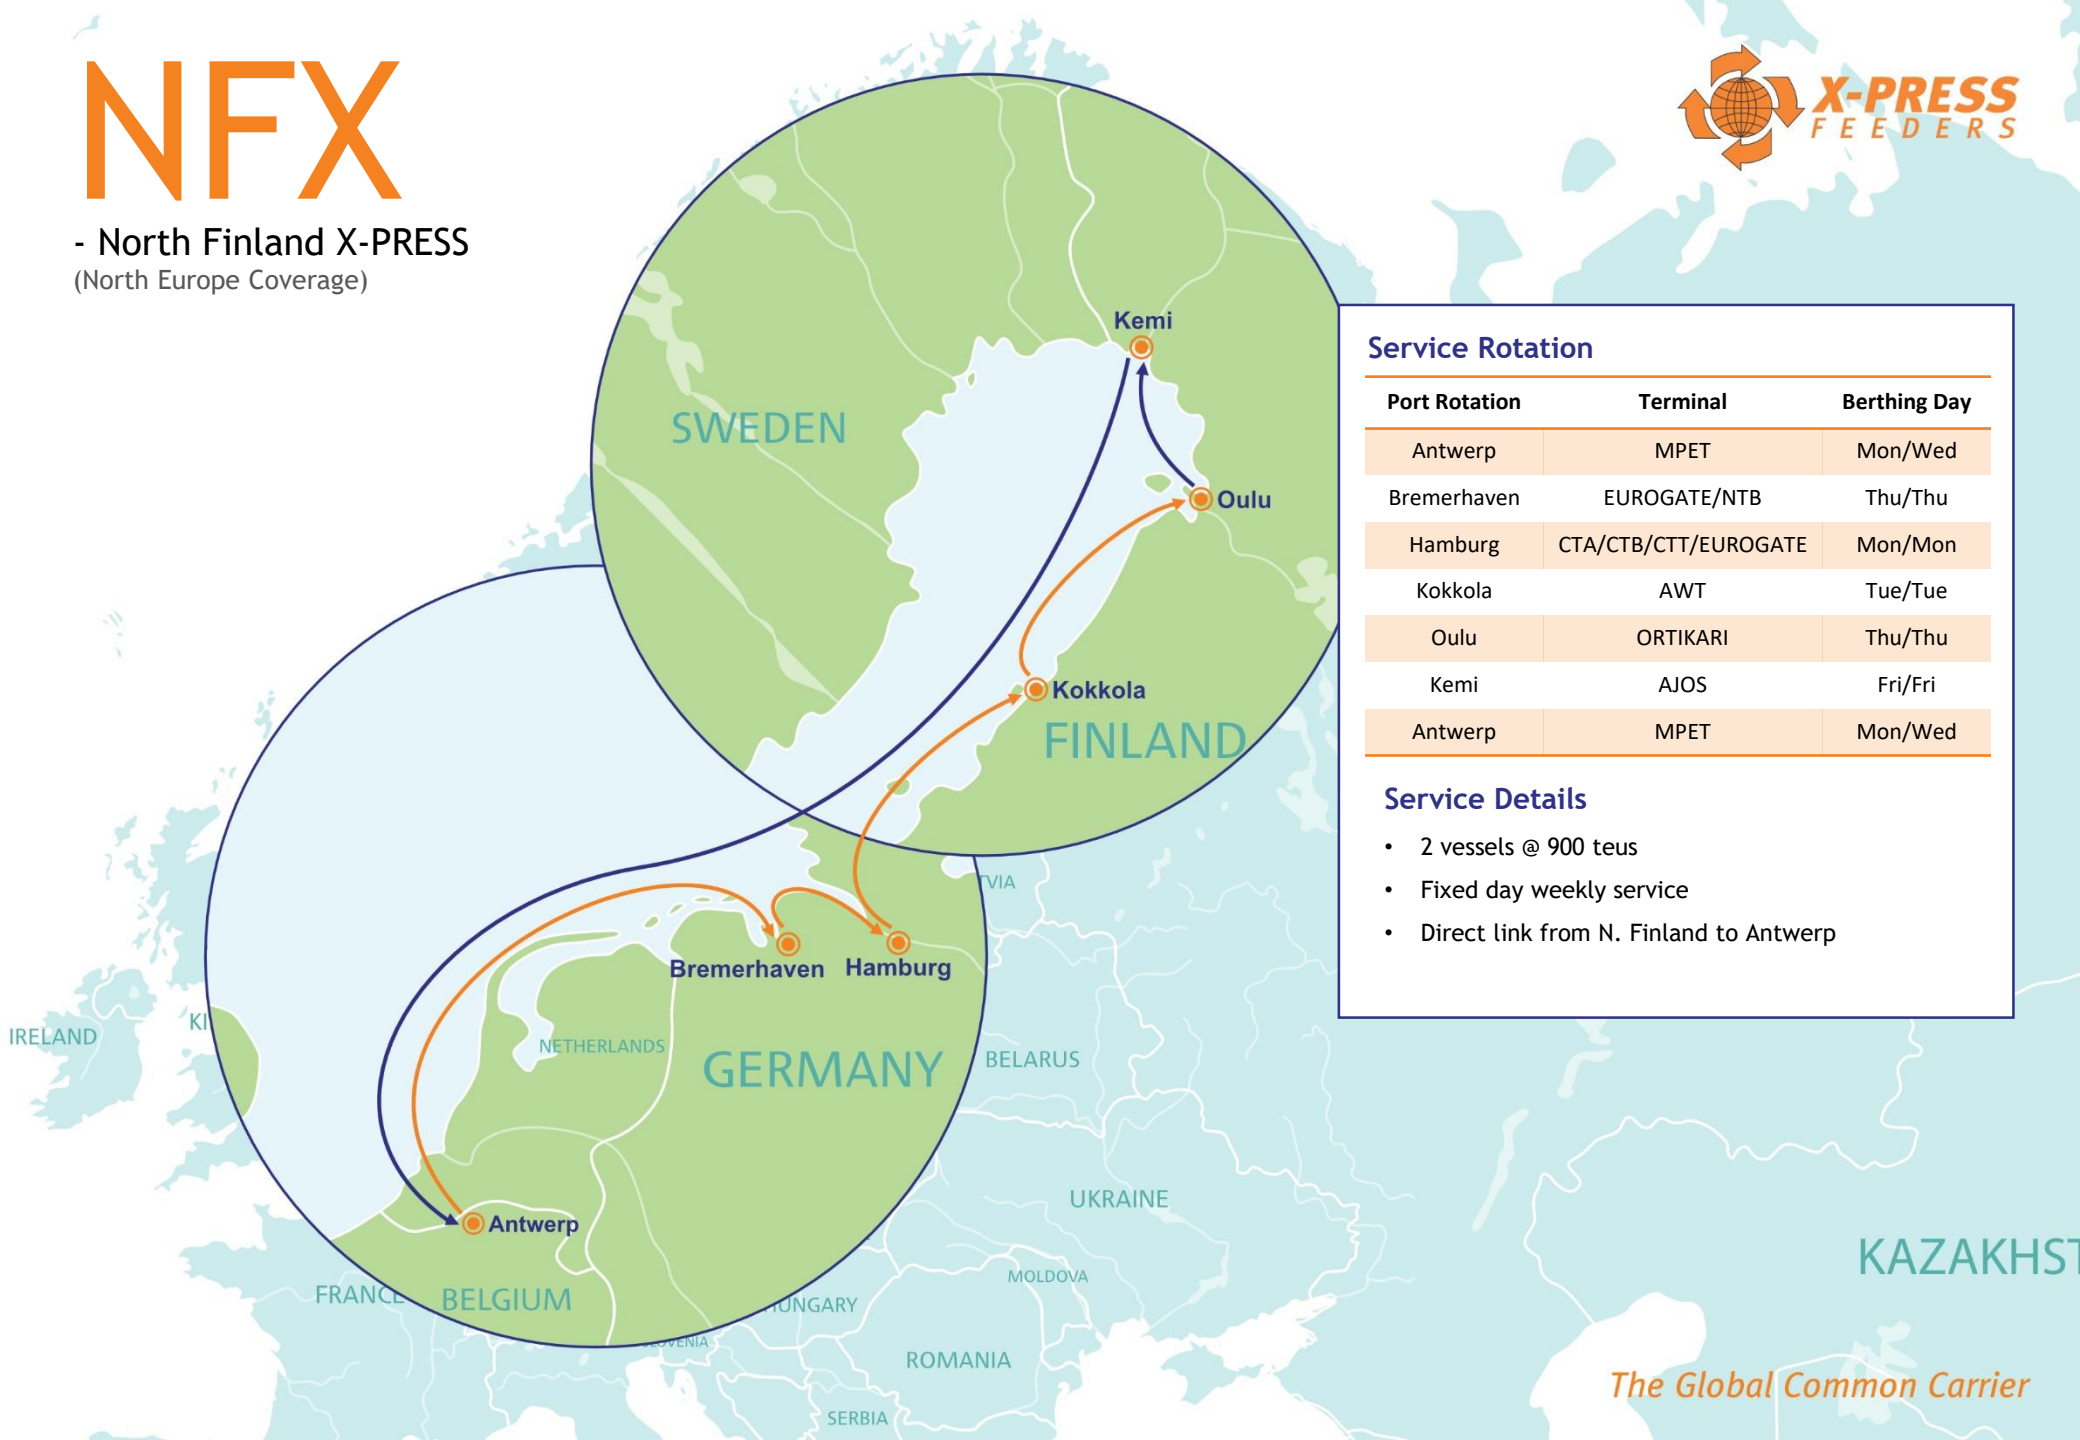 NFX
- North Finland X-PRESS
(North Europe Coverage)
X-PRESS
FEEDERS
Kemi
SWEDEN
Oulu
Kokkola
FINLAND
TVIA
Bremerhaven Hamburg
IRELAND
KI
NETHERLANDS
GERMANY
BELARUS
Antwerp
UKRAINE
FRANCE
BELGIUM
MOLDOVA
UNGARY
OVENIA
ROMANIA
SERBIA
KAZAKHST
Service Rotation
Port Rotation Terminal Berthing Day
Antwerp MPET Mon/Wed
Bremerhaven EUROGATE/NTB Thu/Thu
Hamburg CTA/CTB/CTT/EUROGATE Mon/Mon
Kokkola AWT Tue/Tue
Oulu ORTIKARI Thu/Thu
Kemi AJOS Fri/Fri
Antwerp MPET Mon/Wed
Service Details
• 2 vessels @ 900 teus
• Fixed day weekly service
• Direct link from N. Finland to Antwerp
The Global Common Carrier